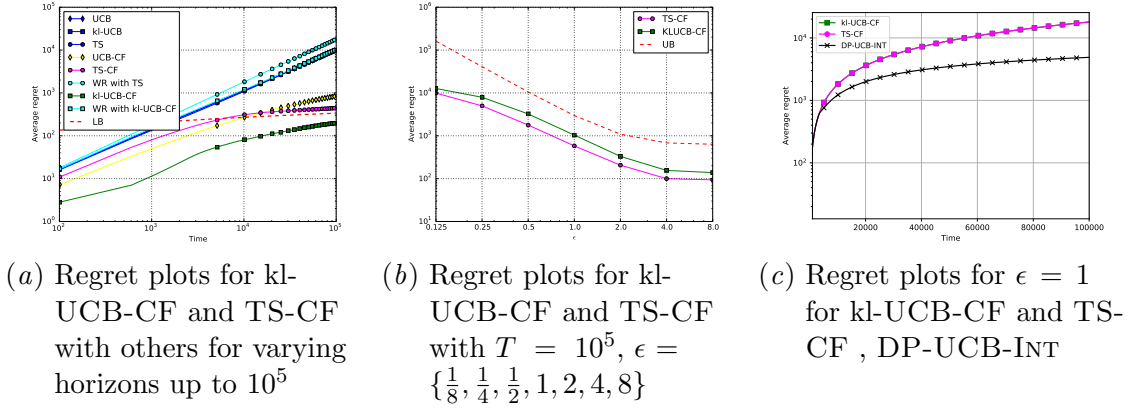 10^5
10^4
10^3
10^2
10^1
10^0
Average regret
UCB
kl-UCB
TS
UCB-CF
TS-CF
WR with TS
kl-UCB-CF
WR with kl-UCB-CF
LB
10^2
10^3
10^4
10^5
Time
10^6
10^5
10^4
10^3
10^2
10^1
Average regret
TS-CF
KLUCB-CF
UB
0.125
0.25
0.5
1.0
2.0
4.0
8.0
ϵ
10^4
10^3
10^2
Average regret
kl-UCB-CF
TS-CF
DP-UCB-INT
20000
40000
60000
80000
100000
Time
(a) Regret plots for kl-
UCB-CF and TS-CF
with others for varying
horizons up to 10^5
(b) Regret plots for kl-
UCB-CF and TS-CF
with T = 10^5, ϵ =
{1/8, 1/4, 1/2, 1, 2, 4, 8}
(c) Regret plots for ϵ = 1
for kl-UCB-CF and TS-
CF , DP-UCB-INT